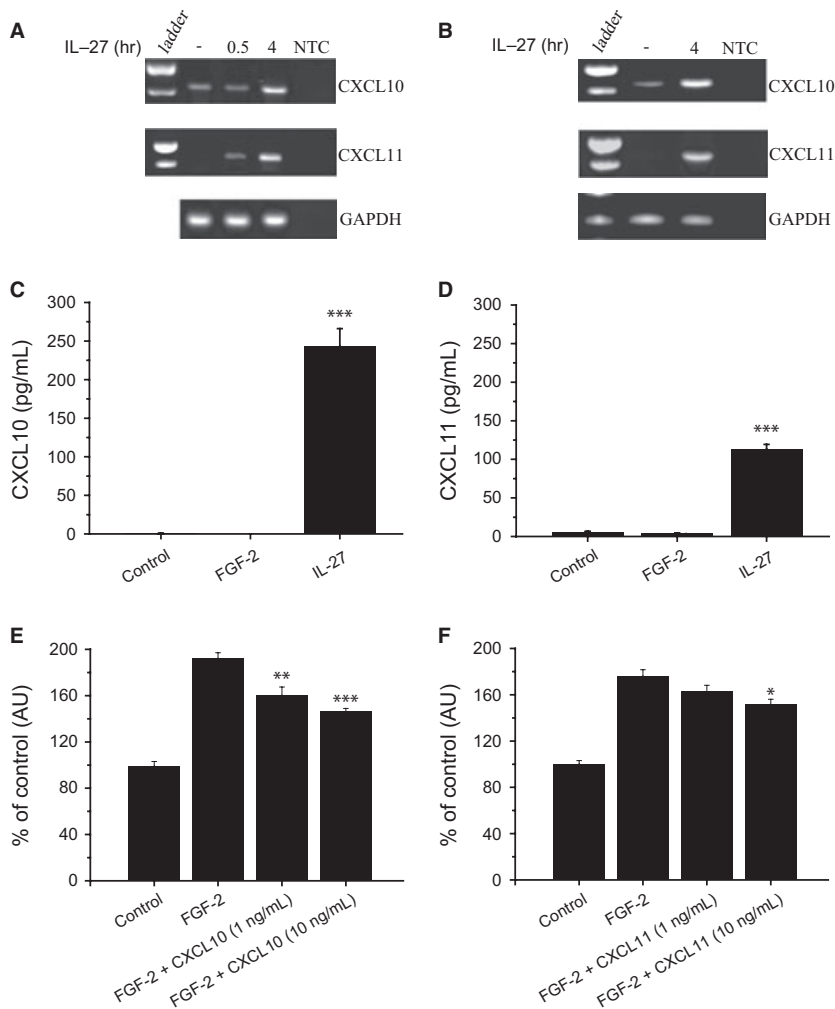 A
IL–27 (hr)
ladder
- 0.5 4 NTC
CXCL10
CXCL11
GAPDH
B
IL–27 (hr)
ladder
- 4 NTC
CXCL10
CXCL11
GAPDH
C
CXCL10 (pg/mL)
300
250
200
150
100
50
0
***
Control
FGF-2
IL-27
D
CXCL11 (pg/mL)
300
250
200
150
100
50
0
***
Control
FGF-2
IL-27
E
% of control (AU)
200
160
120
80
40
0
**
***
Control
FGF-2
FGF-2 + CXCL10 (1 ng/mL)
FGF-2 + CXCL10 (10 ng/mL)
F
% of control (AU)
200
160
120
80
40
0
*
Control
FGF-2
FGF-2 + CXCL11 (1 ng/mL)
FGF-2 + CXCL11 (10 ng/mL)